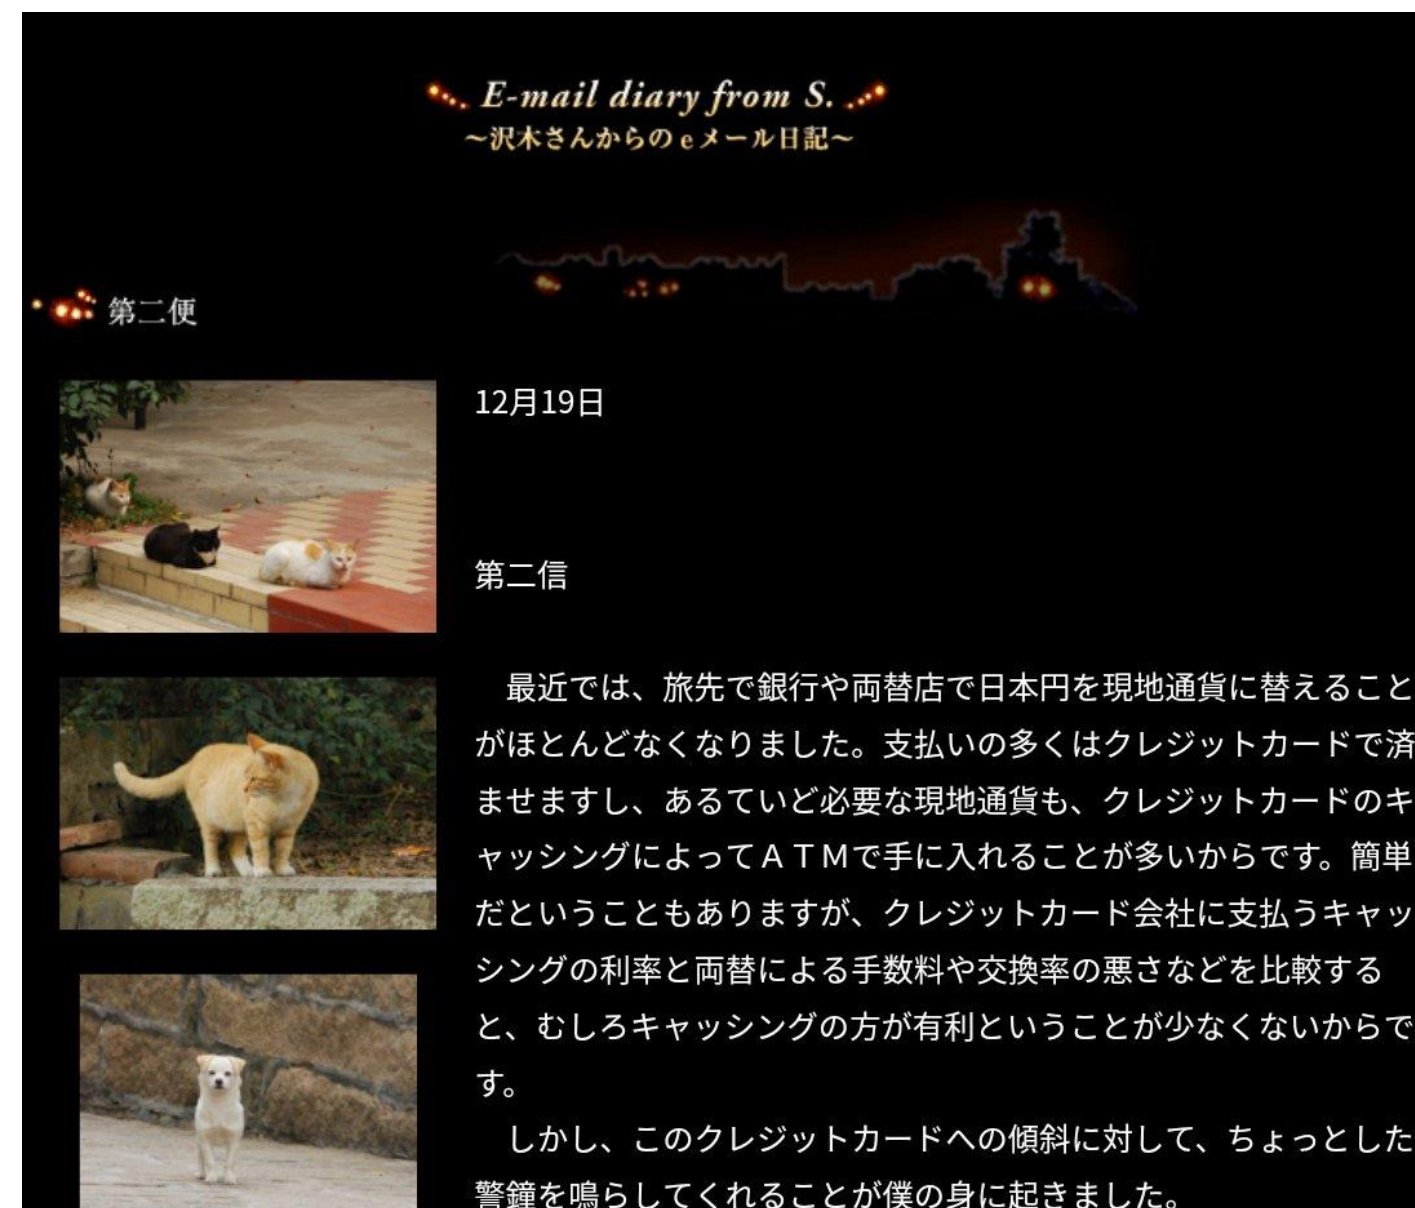 E-mail diary from S.
〜沢木さんからのeメール日記〜
第二便
12月19日
第二信
　最近では、旅先で銀行や両替店で日本円を現地通貨に替えること
がほとんどなくなりました。支払いの多くはクレジットカードで済
ませますし、あるていど必要な現地通貨も、クレジットカードのキ
ャッシングによってＡＴＭで手に入れることが多いからです。簡単
だということもありますが、クレジットカード会社に支払うキャッ
シングの利率と両替による手数料や交換率の悪さなどを比較する
と、むしろキャッシングの方が有利ということが少なくないからで
す。
　しかし、このクレジットカードへの傾斜に対して、ちょっとした
警鐘を鳴らしてくれることが僕の身に起きました。